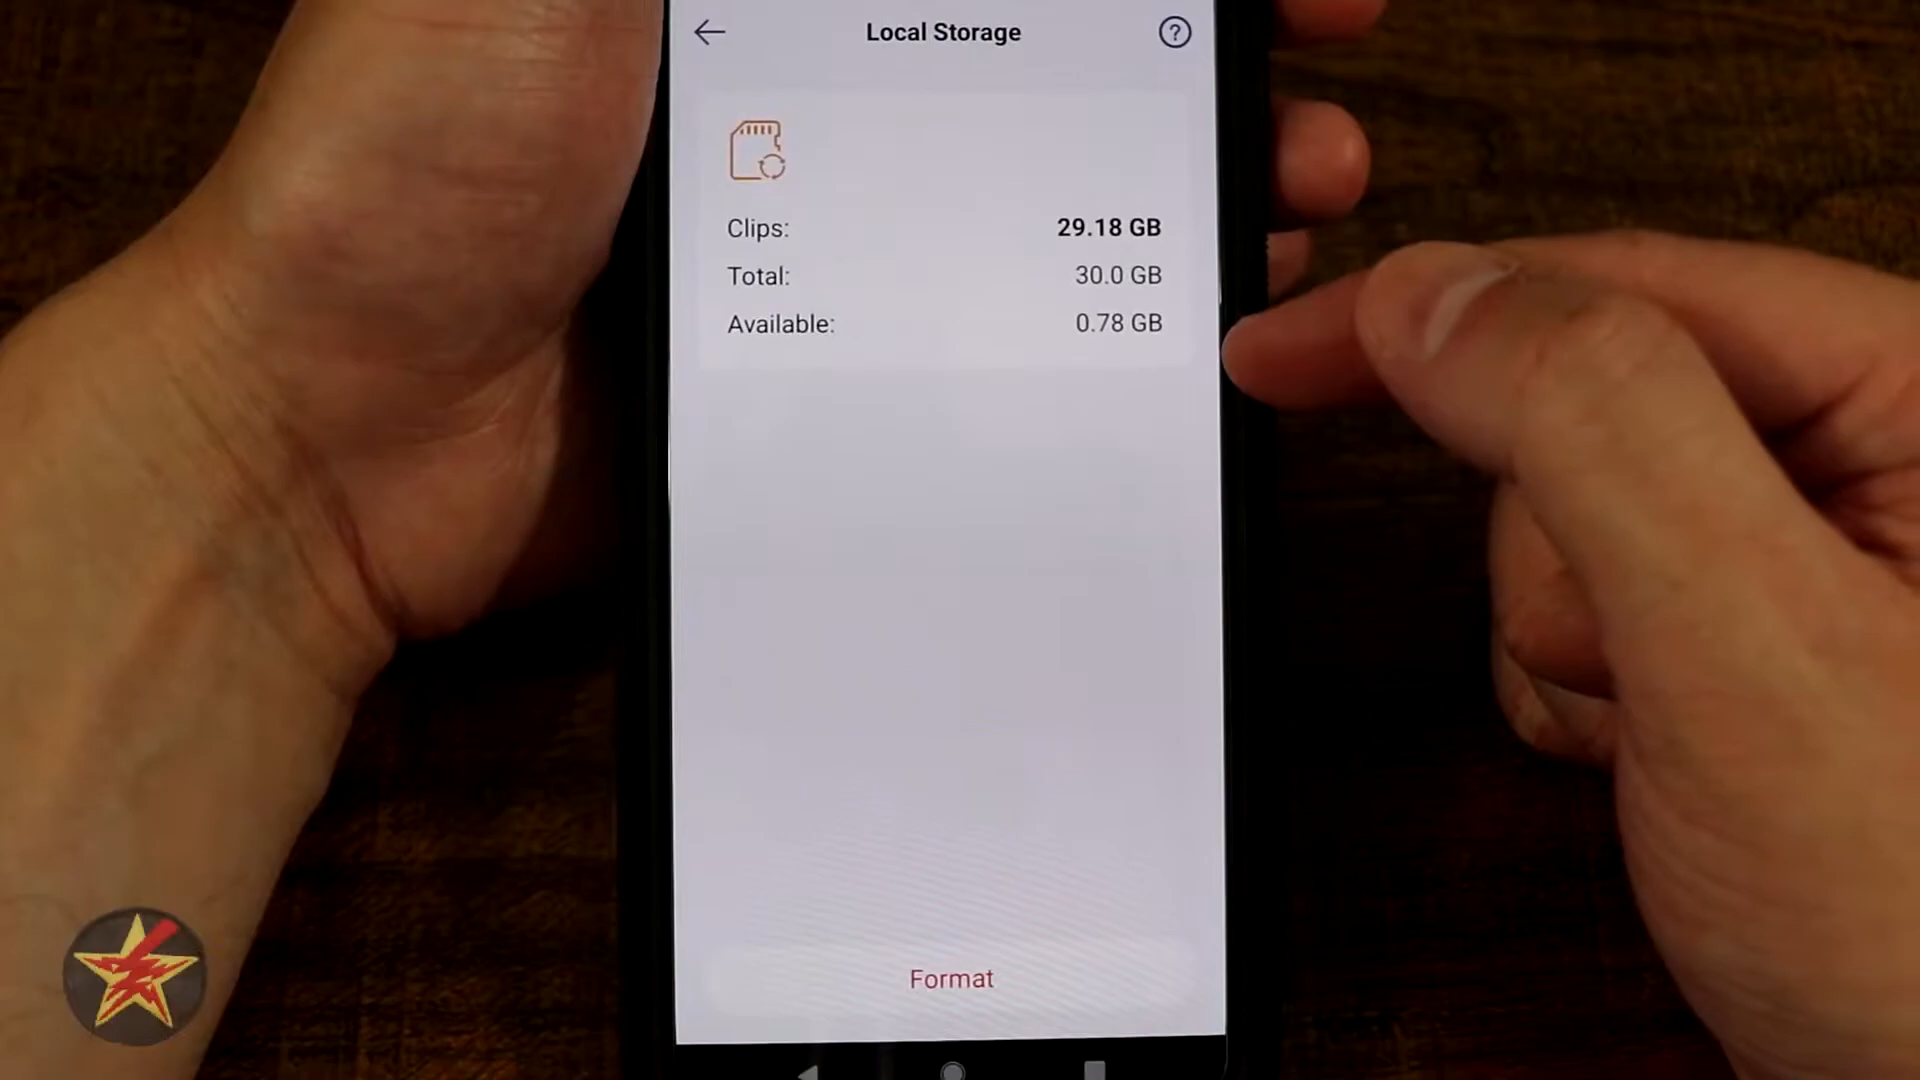 Local Storage
Clips: 29.18 GB
Total: 30.0 GB
Available: 0.78 GB
Format